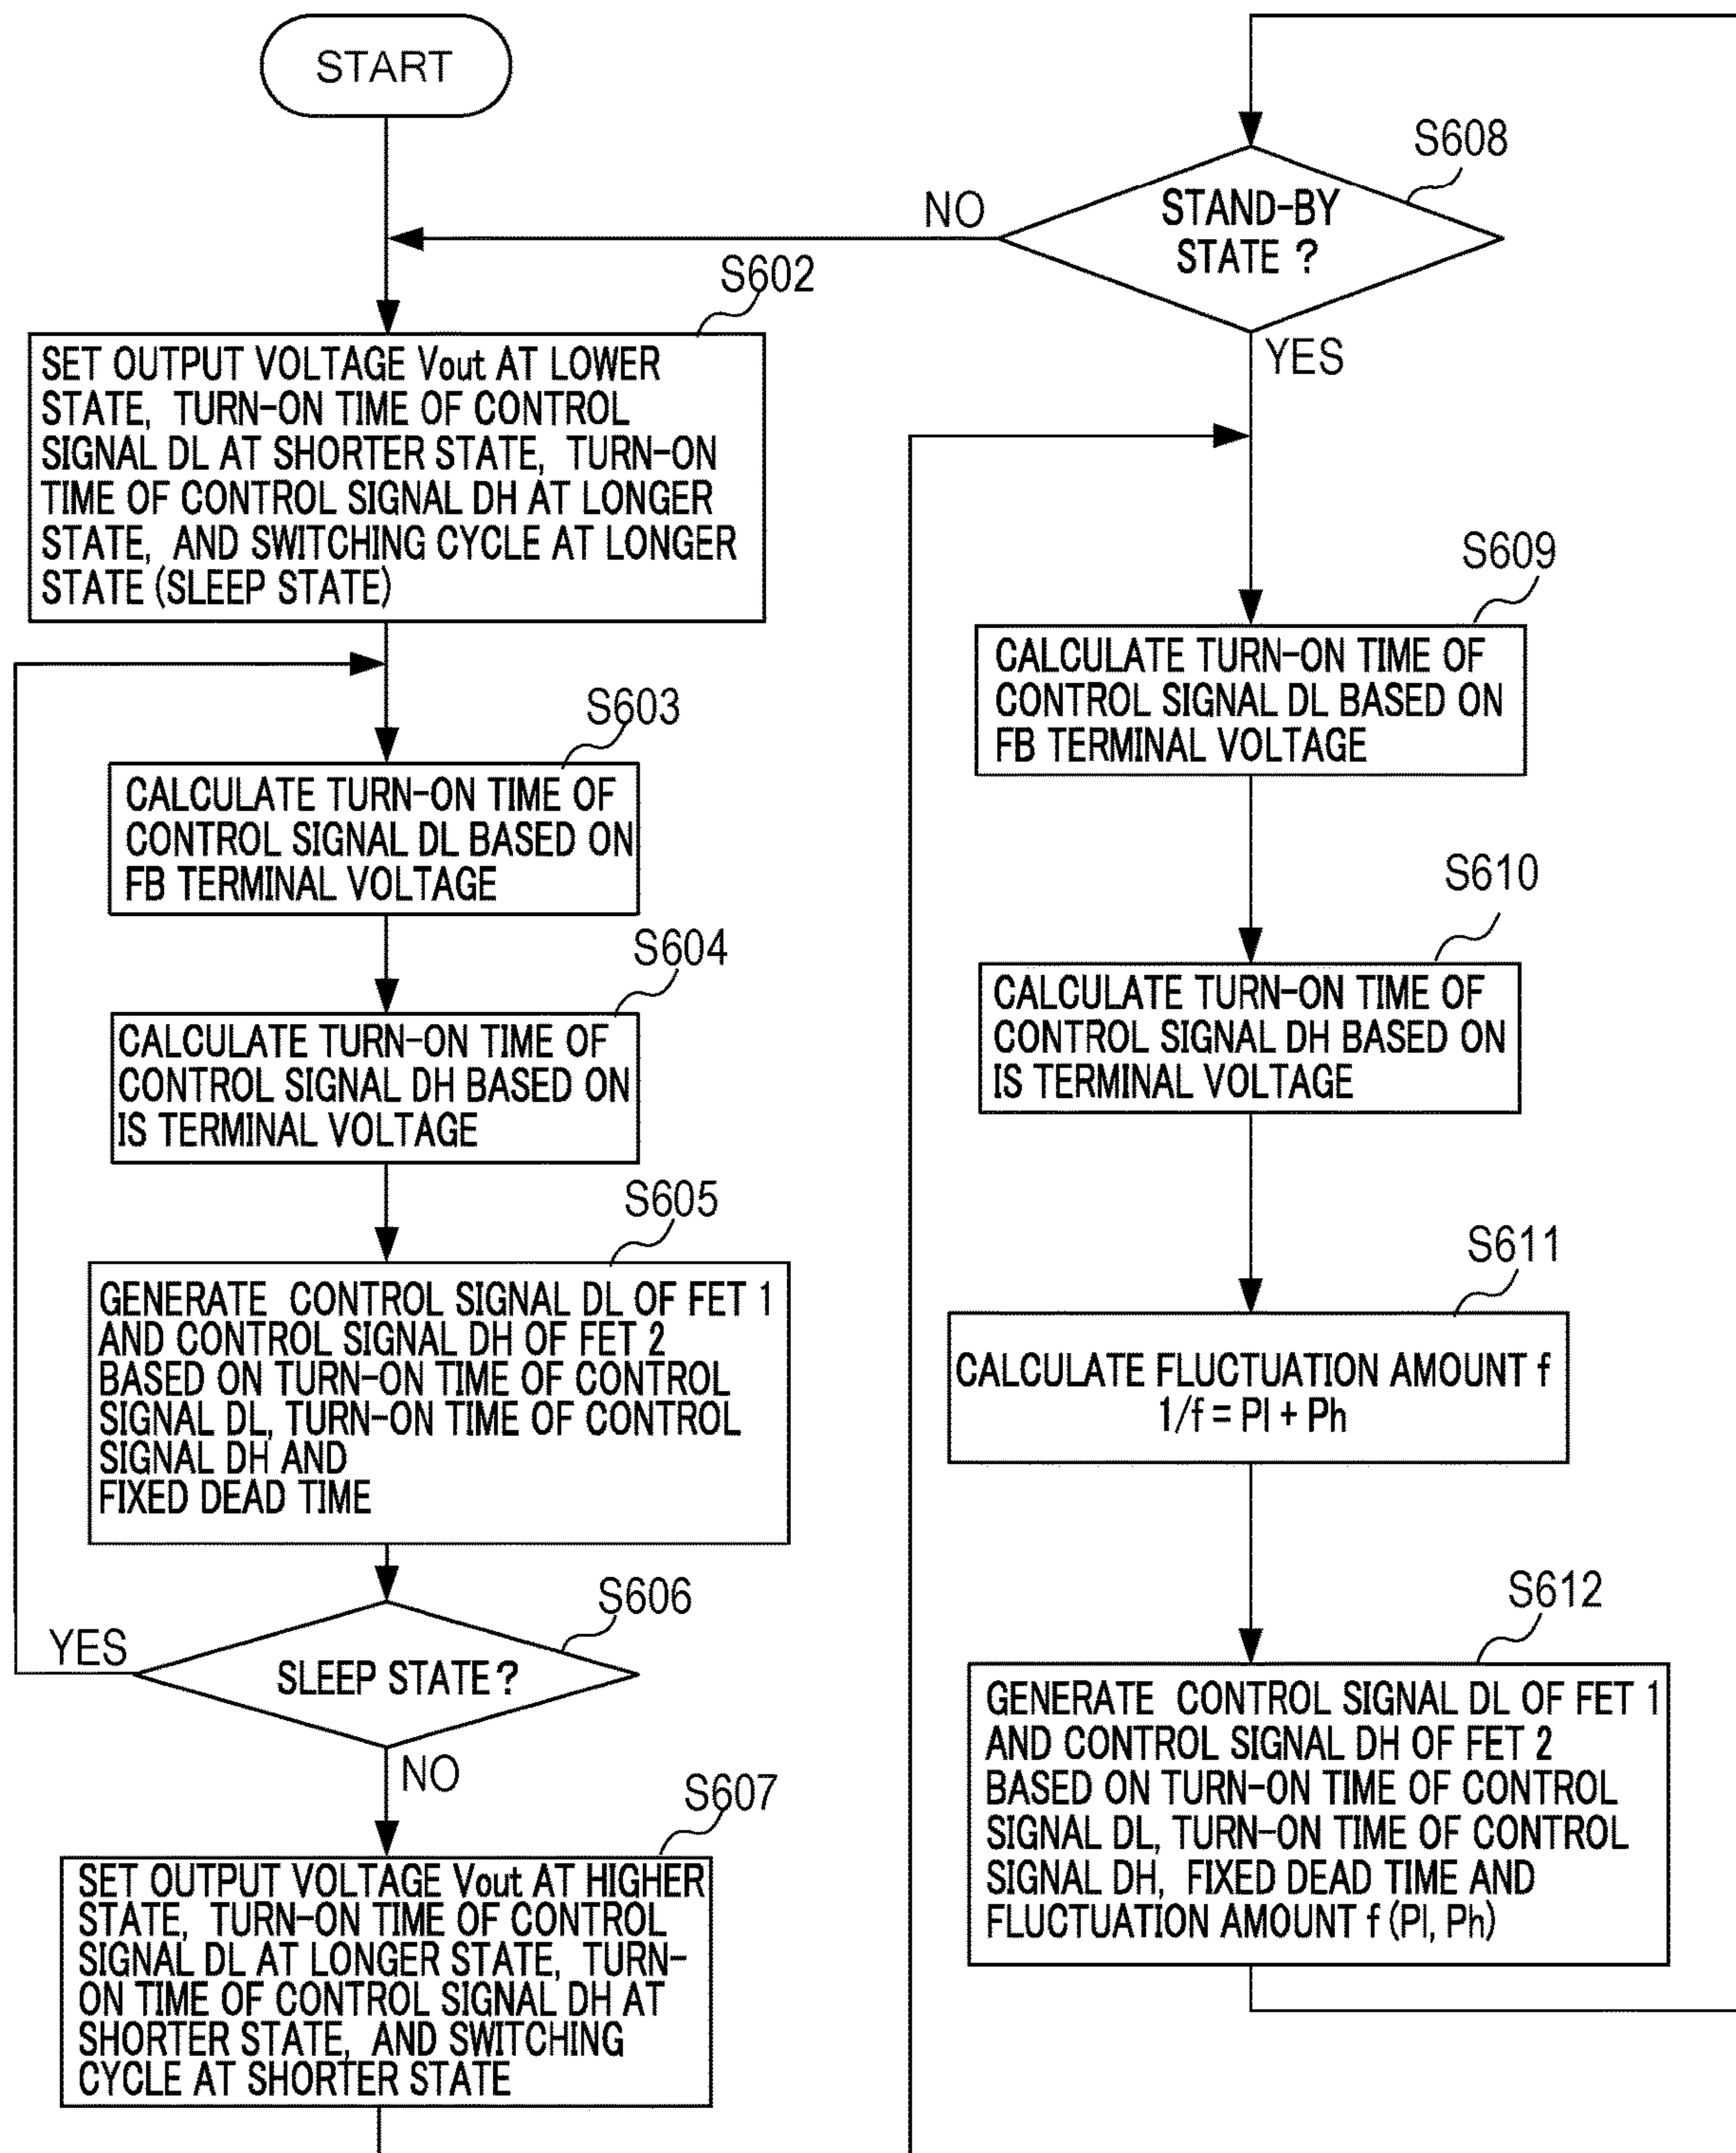 START
S602
SET OUTPUT VOLTAGE Vout AT LOWER
STATE, TURN-ON TIME OF CONTROL
SIGNAL DL AT SHORTER STATE, TURN-ON
TIME OF CONTROL SIGNAL DH AT LONGER
STATE, AND SWITCHING CYCLE AT LONGER
STATE (SLEEP STATE)
S603
CALCULATE TURN-ON TIME OF
CONTROL SIGNAL DL BASED ON
FB TERMINAL VOLTAGE
S604
CALCULATE TURN-ON TIME OF
CONTROL SIGNAL DH BASED ON
IS TERMINAL VOLTAGE
S605
GENERATE CONTROL SIGNAL DL OF FET 1
AND CONTROL SIGNAL DH OF FET 2
BASED ON TURN-ON TIME OF CONTROL
SIGNAL DL, TURN-ON TIME OF CONTROL
SIGNAL DH AND
FIXED DEAD TIME
S606
YES
SLEEP STATE?
NO
S607
SET OUTPUT VOLTAGE Vout AT HIGHER
STATE, TURN-ON TIME OF CONTROL
SIGNAL DL AT LONGER STATE, TURN-
ON TIME OF CONTROL SIGNAL DH AT
SHORTER STATE, AND SWITCHING
CYCLE AT SHORTER STATE
S608
NO
STAND-BY
STATE ?
YES
S609
CALCULATE TURN-ON TIME OF
CONTROL SIGNAL DL BASED ON
FB TERMINAL VOLTAGE
S610
CALCULATE TURN-ON TIME OF
CONTROL SIGNAL DH BASED ON
IS TERMINAL VOLTAGE
S611
CALCULATE FLUCTUATION AMOUNT f
1/f = Pl + Ph
S612
GENERATE CONTROL SIGNAL DL OF FET 1
AND CONTROL SIGNAL DH OF FET 2
BASED ON TURN-ON TIME OF CONTROL
SIGNAL DL, TURN-ON TIME OF CONTROL
SIGNAL DH, FIXED DEAD TIME AND
FLUCTUATION AMOUNT f (Pl, Ph)